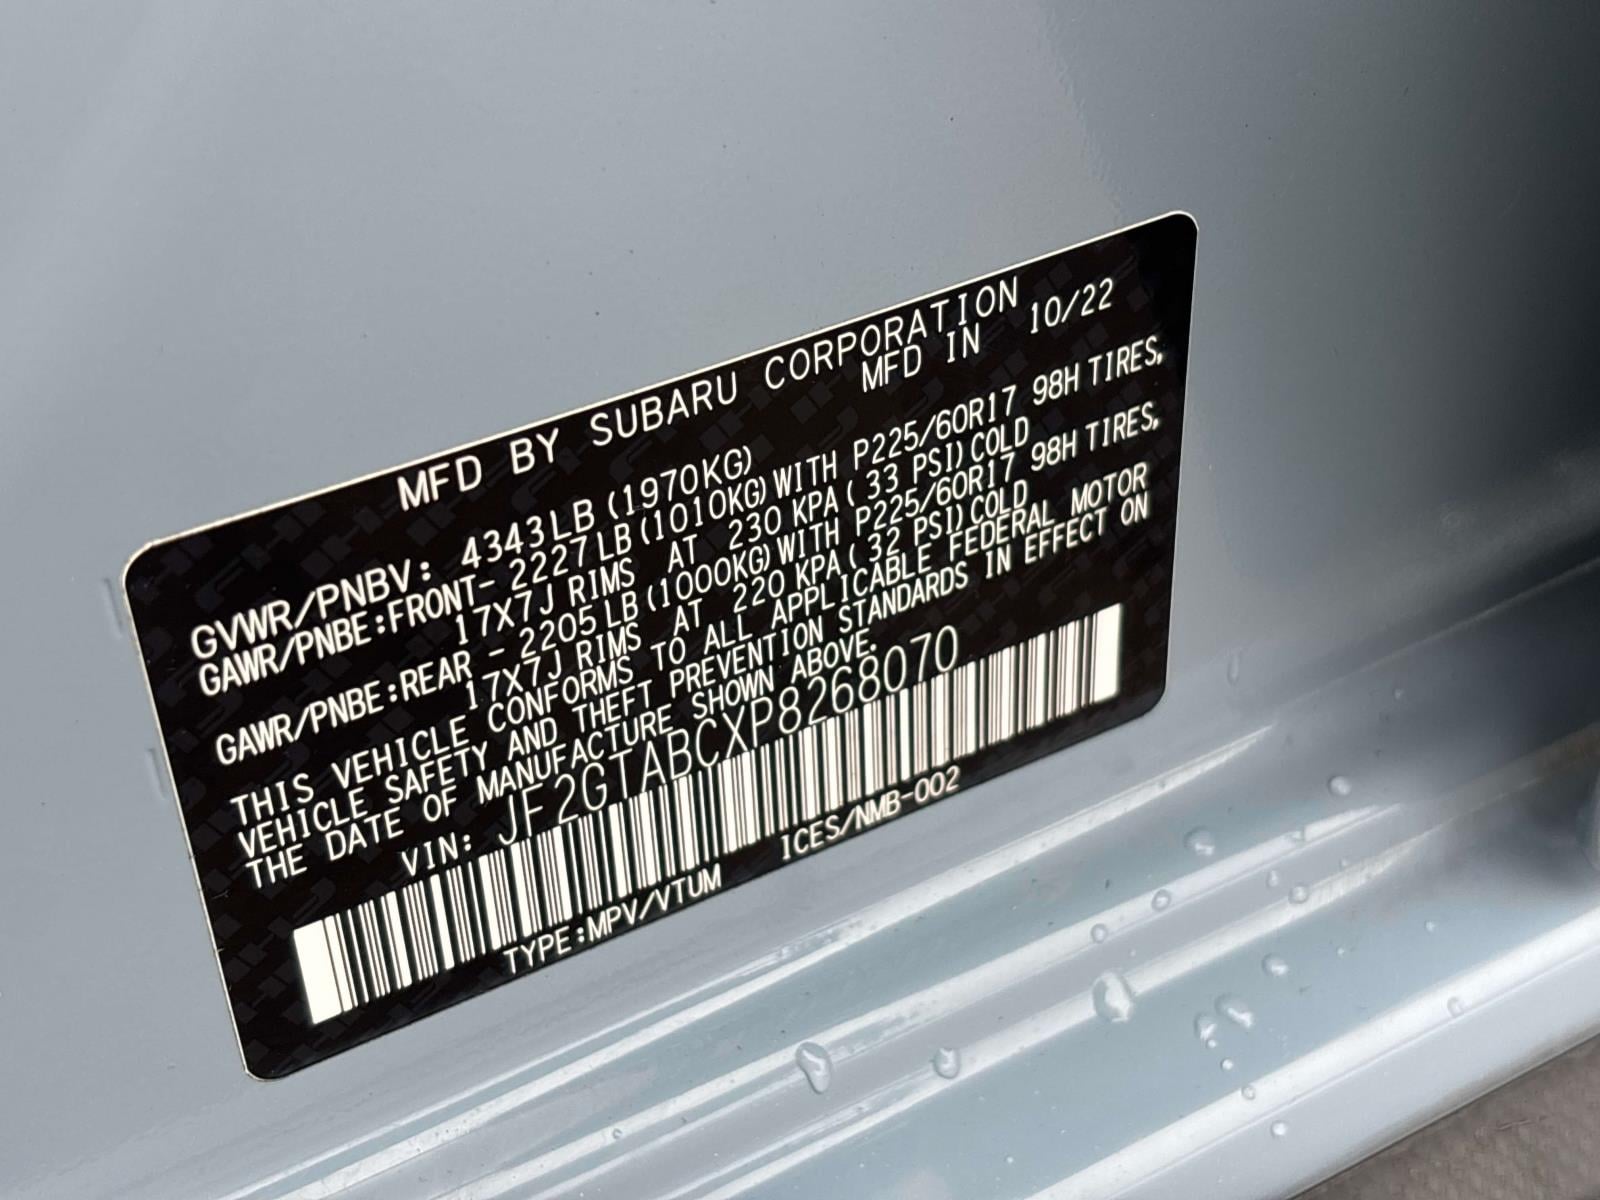 MFD BY SUBARU CORPORATION
MFD IN 10/22
GVWR/PNBV: 4343LB (1970KG)
GAWR/PNBE:FRONT- 2227LB (1010KG) WITH P225/60R17 98H TIRES,
17X7J RIMS AT 230 KPA ( 33 PSI) COLD
GAWR/PNBE:REAR - 2205LB (1000KG) WITH P225/60R17 98H TIRES,
17X7J RIMS AT 220 KPA ( 32 PSI) COLD
THIS VEHICLE CONFORMS TO ALL APPLICABLE FEDERAL MOTOR
VEHICLE SAFETY AND THEFT PREVENTION STANDARDS IN EFFECT ON
THE DATE OF MANUFACTURE SHOWN ABOVE.
VIN: JF2GTABCXP8268070
TYPE:MPV/VTUM ICES/NMB-002